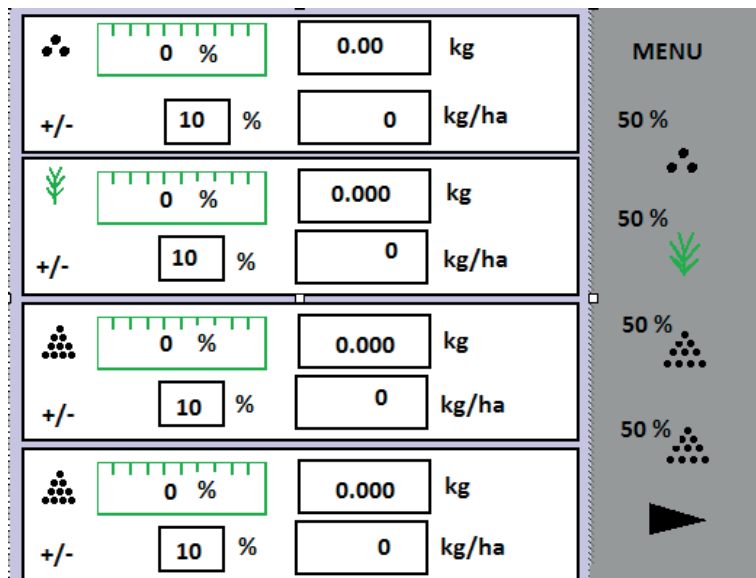 0 % 0.00 kg
+/- 10 % 0 kg/ha
0 % 0.000 kg
+/- 10 % 0 kg/ha
0 % 0.000 kg
+/- 10 % 0 kg/ha
0 % 0.000 kg
+/- 10 % 0 kg/ha
MENU
50 %
50 %
50 %
50 %